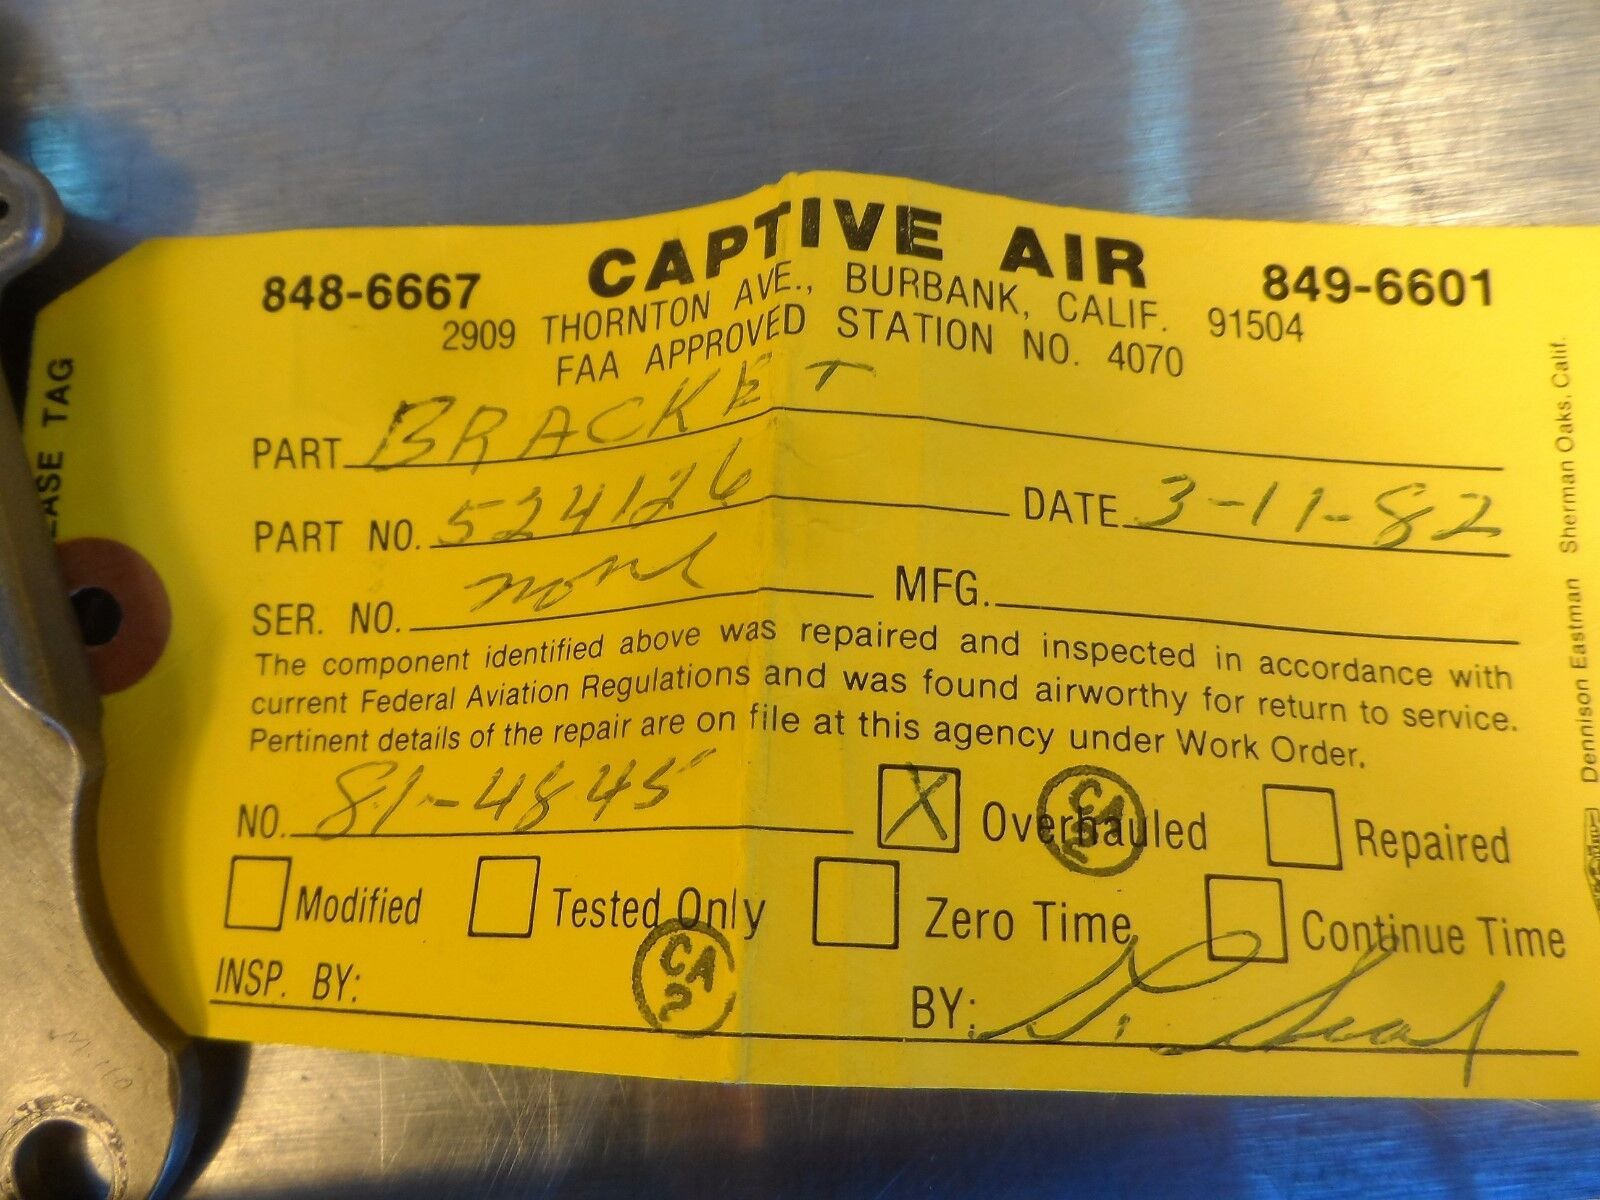 CAPTIVE AIR
848-6667 849-6601
2909 THORNTON AVE., BURBANK, CALIF. 91504
FAA APPROVED STATION NO. 4070
PART BRACKET
PART NO. 524126 DATE 3-11-82
SER. NO. none MFG.
The component identified above was repaired and inspected in accordance with
current Federal Aviation Regulations and was found airworthy for return to service.
Pertinent details of the repair are on file at this agency under Work Order.
NO. 81-4845 X Overhauled Repaired
CA
2
Modified Tested Only Zero Time Continue Time
INSP. BY: BY:
CA
2
EASE TAG
Dennison Eastman Sherman Oaks, Calif.